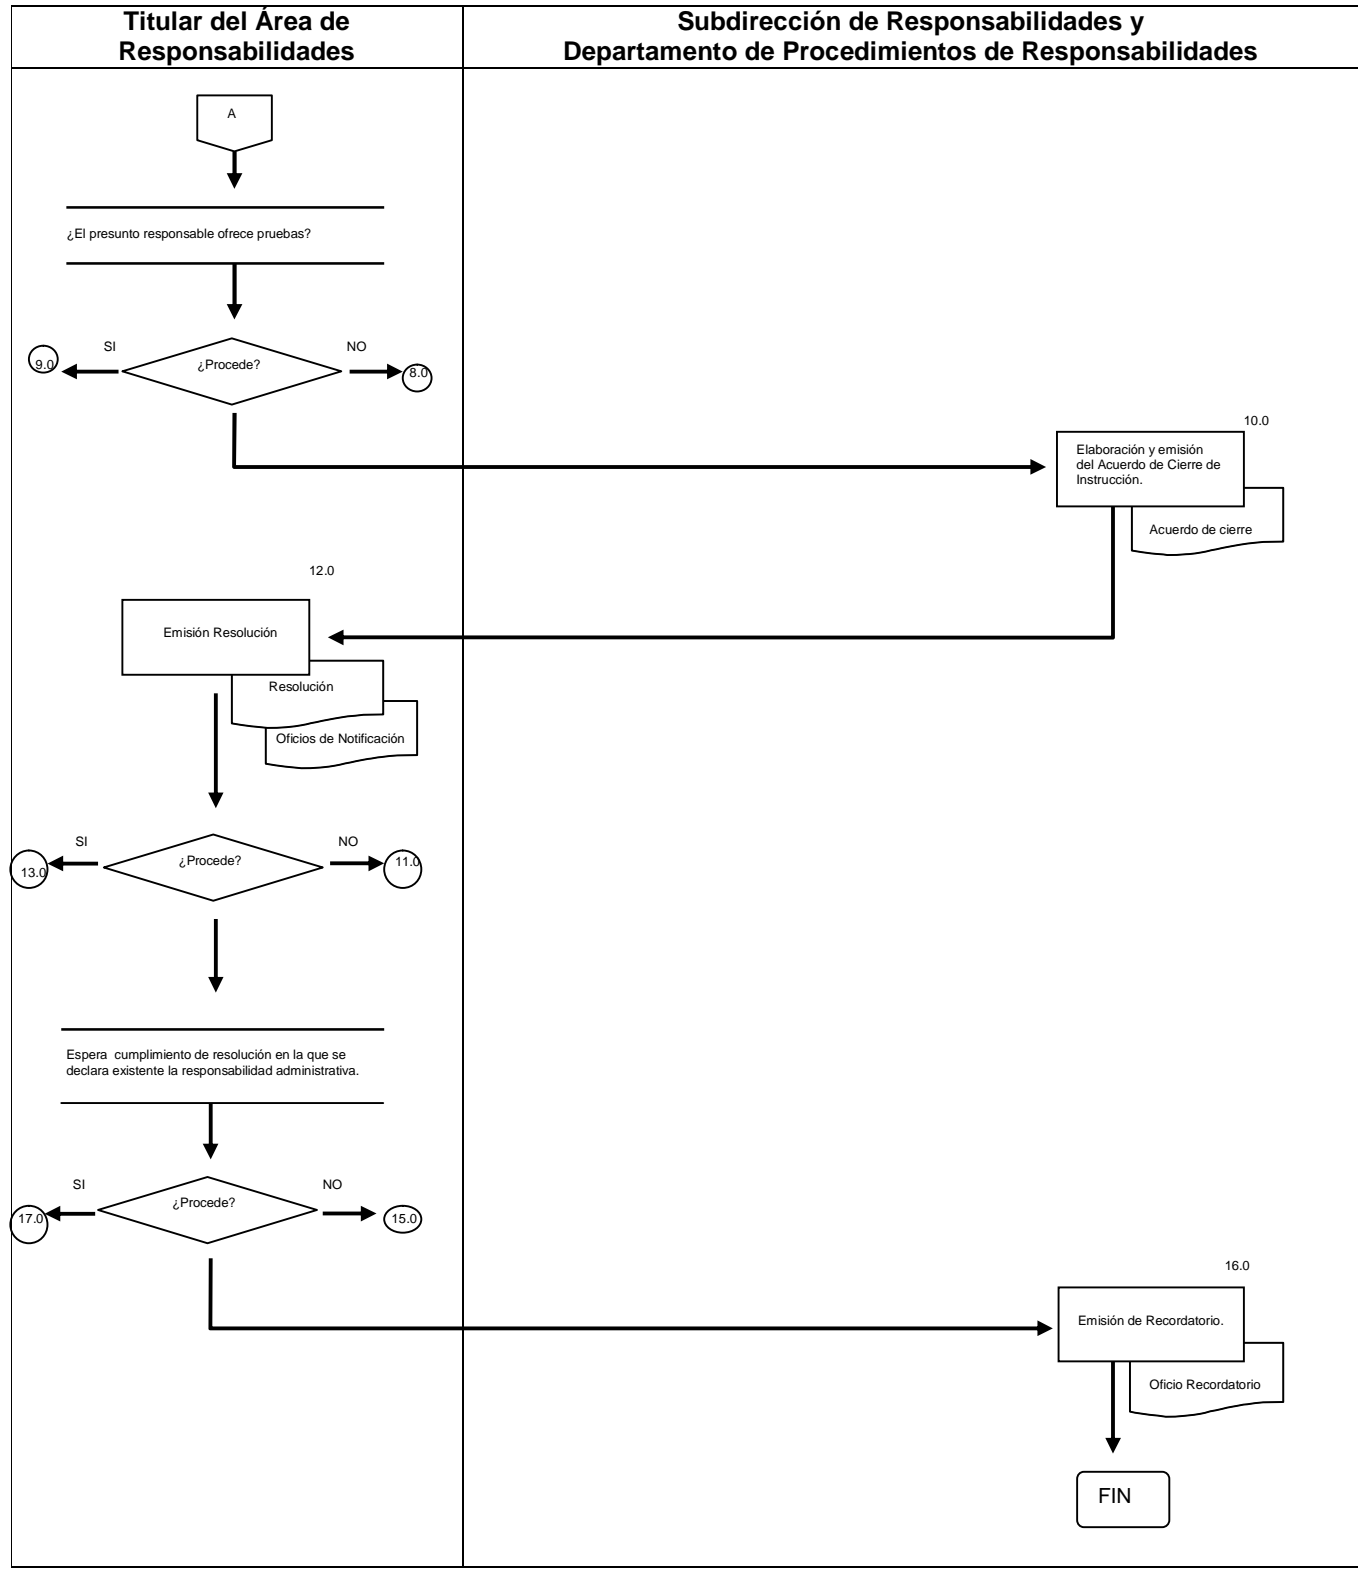 Titular del Área de
Responsabilidades
Subdirección de Responsabilidades y
Departamento de Procedimientos de Responsabilidades
A
¿El presunto responsable ofrece pruebas?
SI
NO
¿Procede?
9.0
8.0
10.0
Elaboración y emisión
del Acuerdo de Cierre de
Instrucción.
Acuerdo de cierre
12.0
Emisión Resolución
Resolución
Oficios de Notificación
SI
NO
¿Procede?
13.0
11.0
Espera cumplimiento de resolución en la que se
declara existente la responsabilidad administrativa.
SI
NO
¿Procede?
17.0
15.0
16.0
Emisión de Recordatorio.
Oficio Recordatorio
FIN